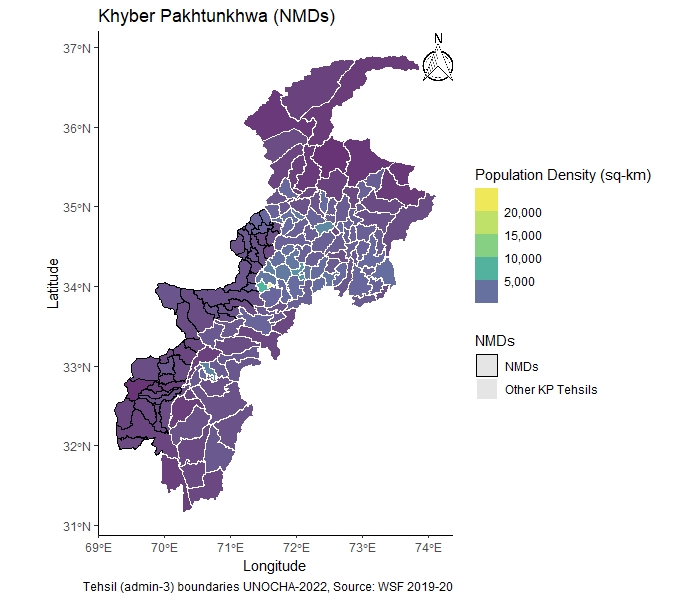 Khyber Pakhtunkhwa (NMDs)
N
37°N
36°N
35°N
34°N
33°N
32°N
31°N
Latitude
69°E 70°E 71°E 72°E 73°E 74°E
Longitude
Tehsil (admin-3) boundaries UNOCHA-2022, Source: WSF 2019-20
Population Density (sq-km)
20,000
15,000
10,000
5,000
NMDs
NMDs
Other KP Tehsils